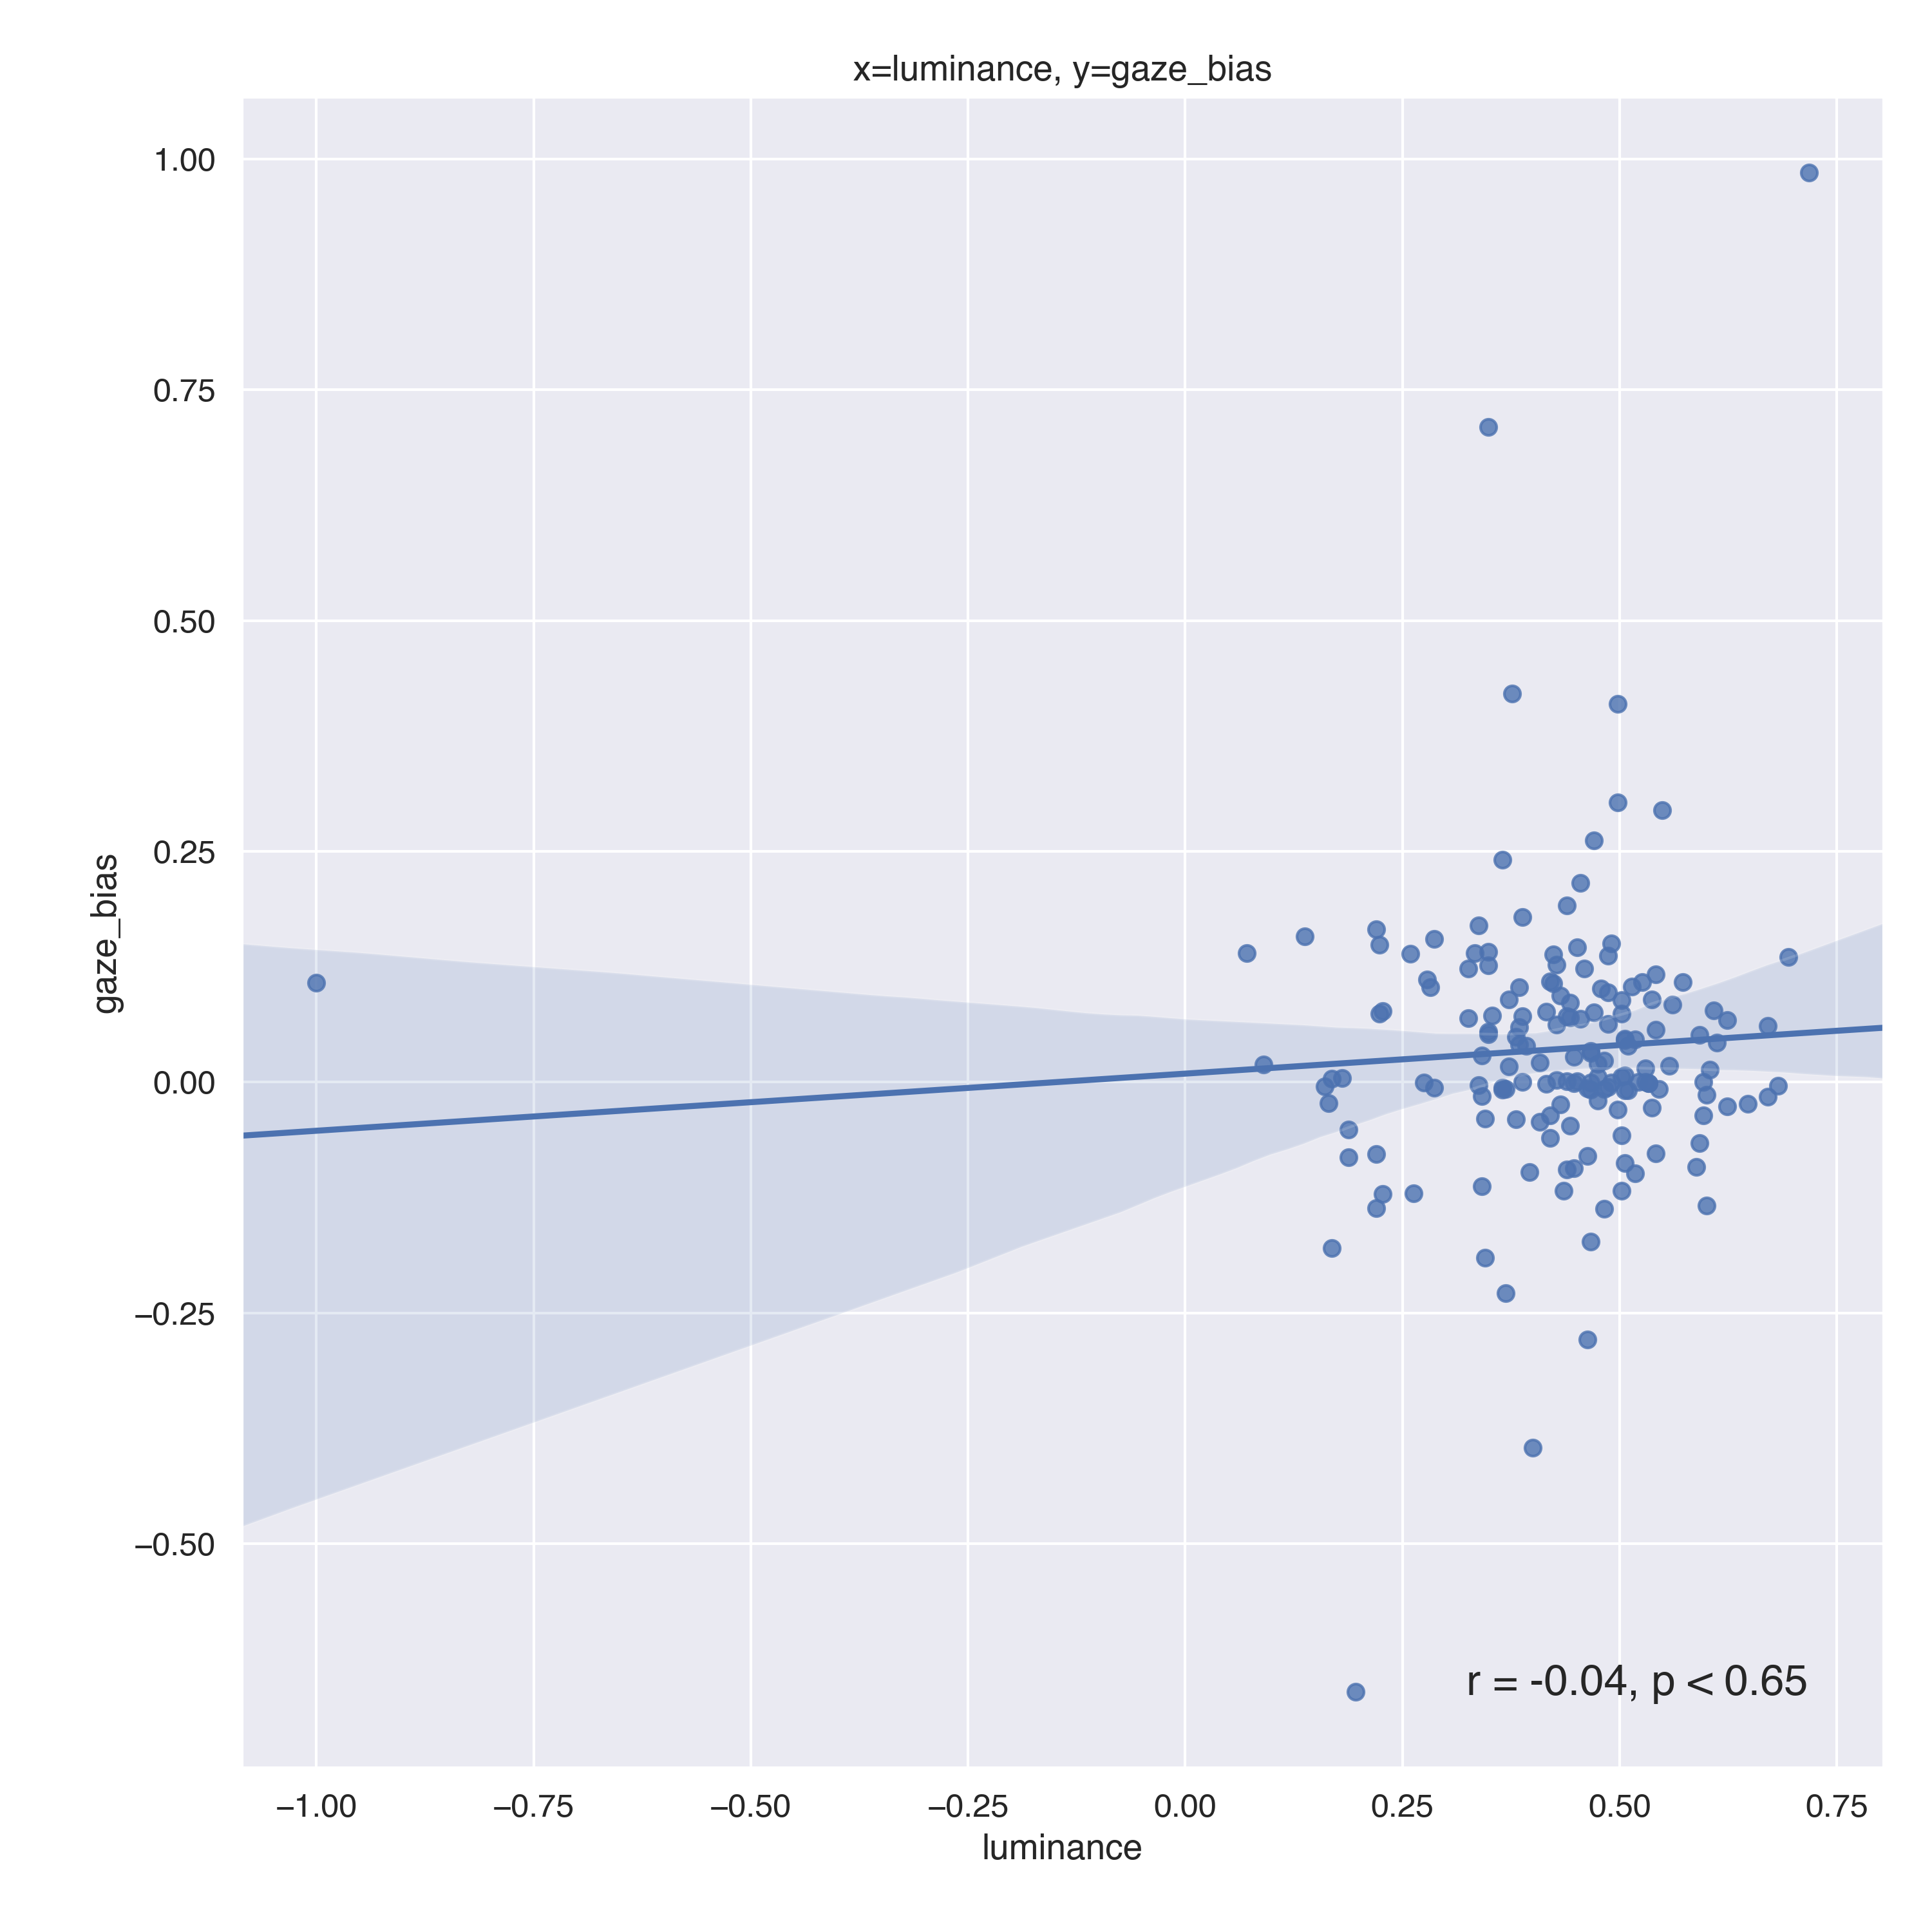 x=luminance, y=gaze_bias
1.00
0.75
0.50
0.25
0.00
−0.25
−0.50
gaze_bias
r = -0.04, p < 0.65
−1.00 −0.75 −0.50 −0.25 0.00 0.25 0.50 0.75
luminance